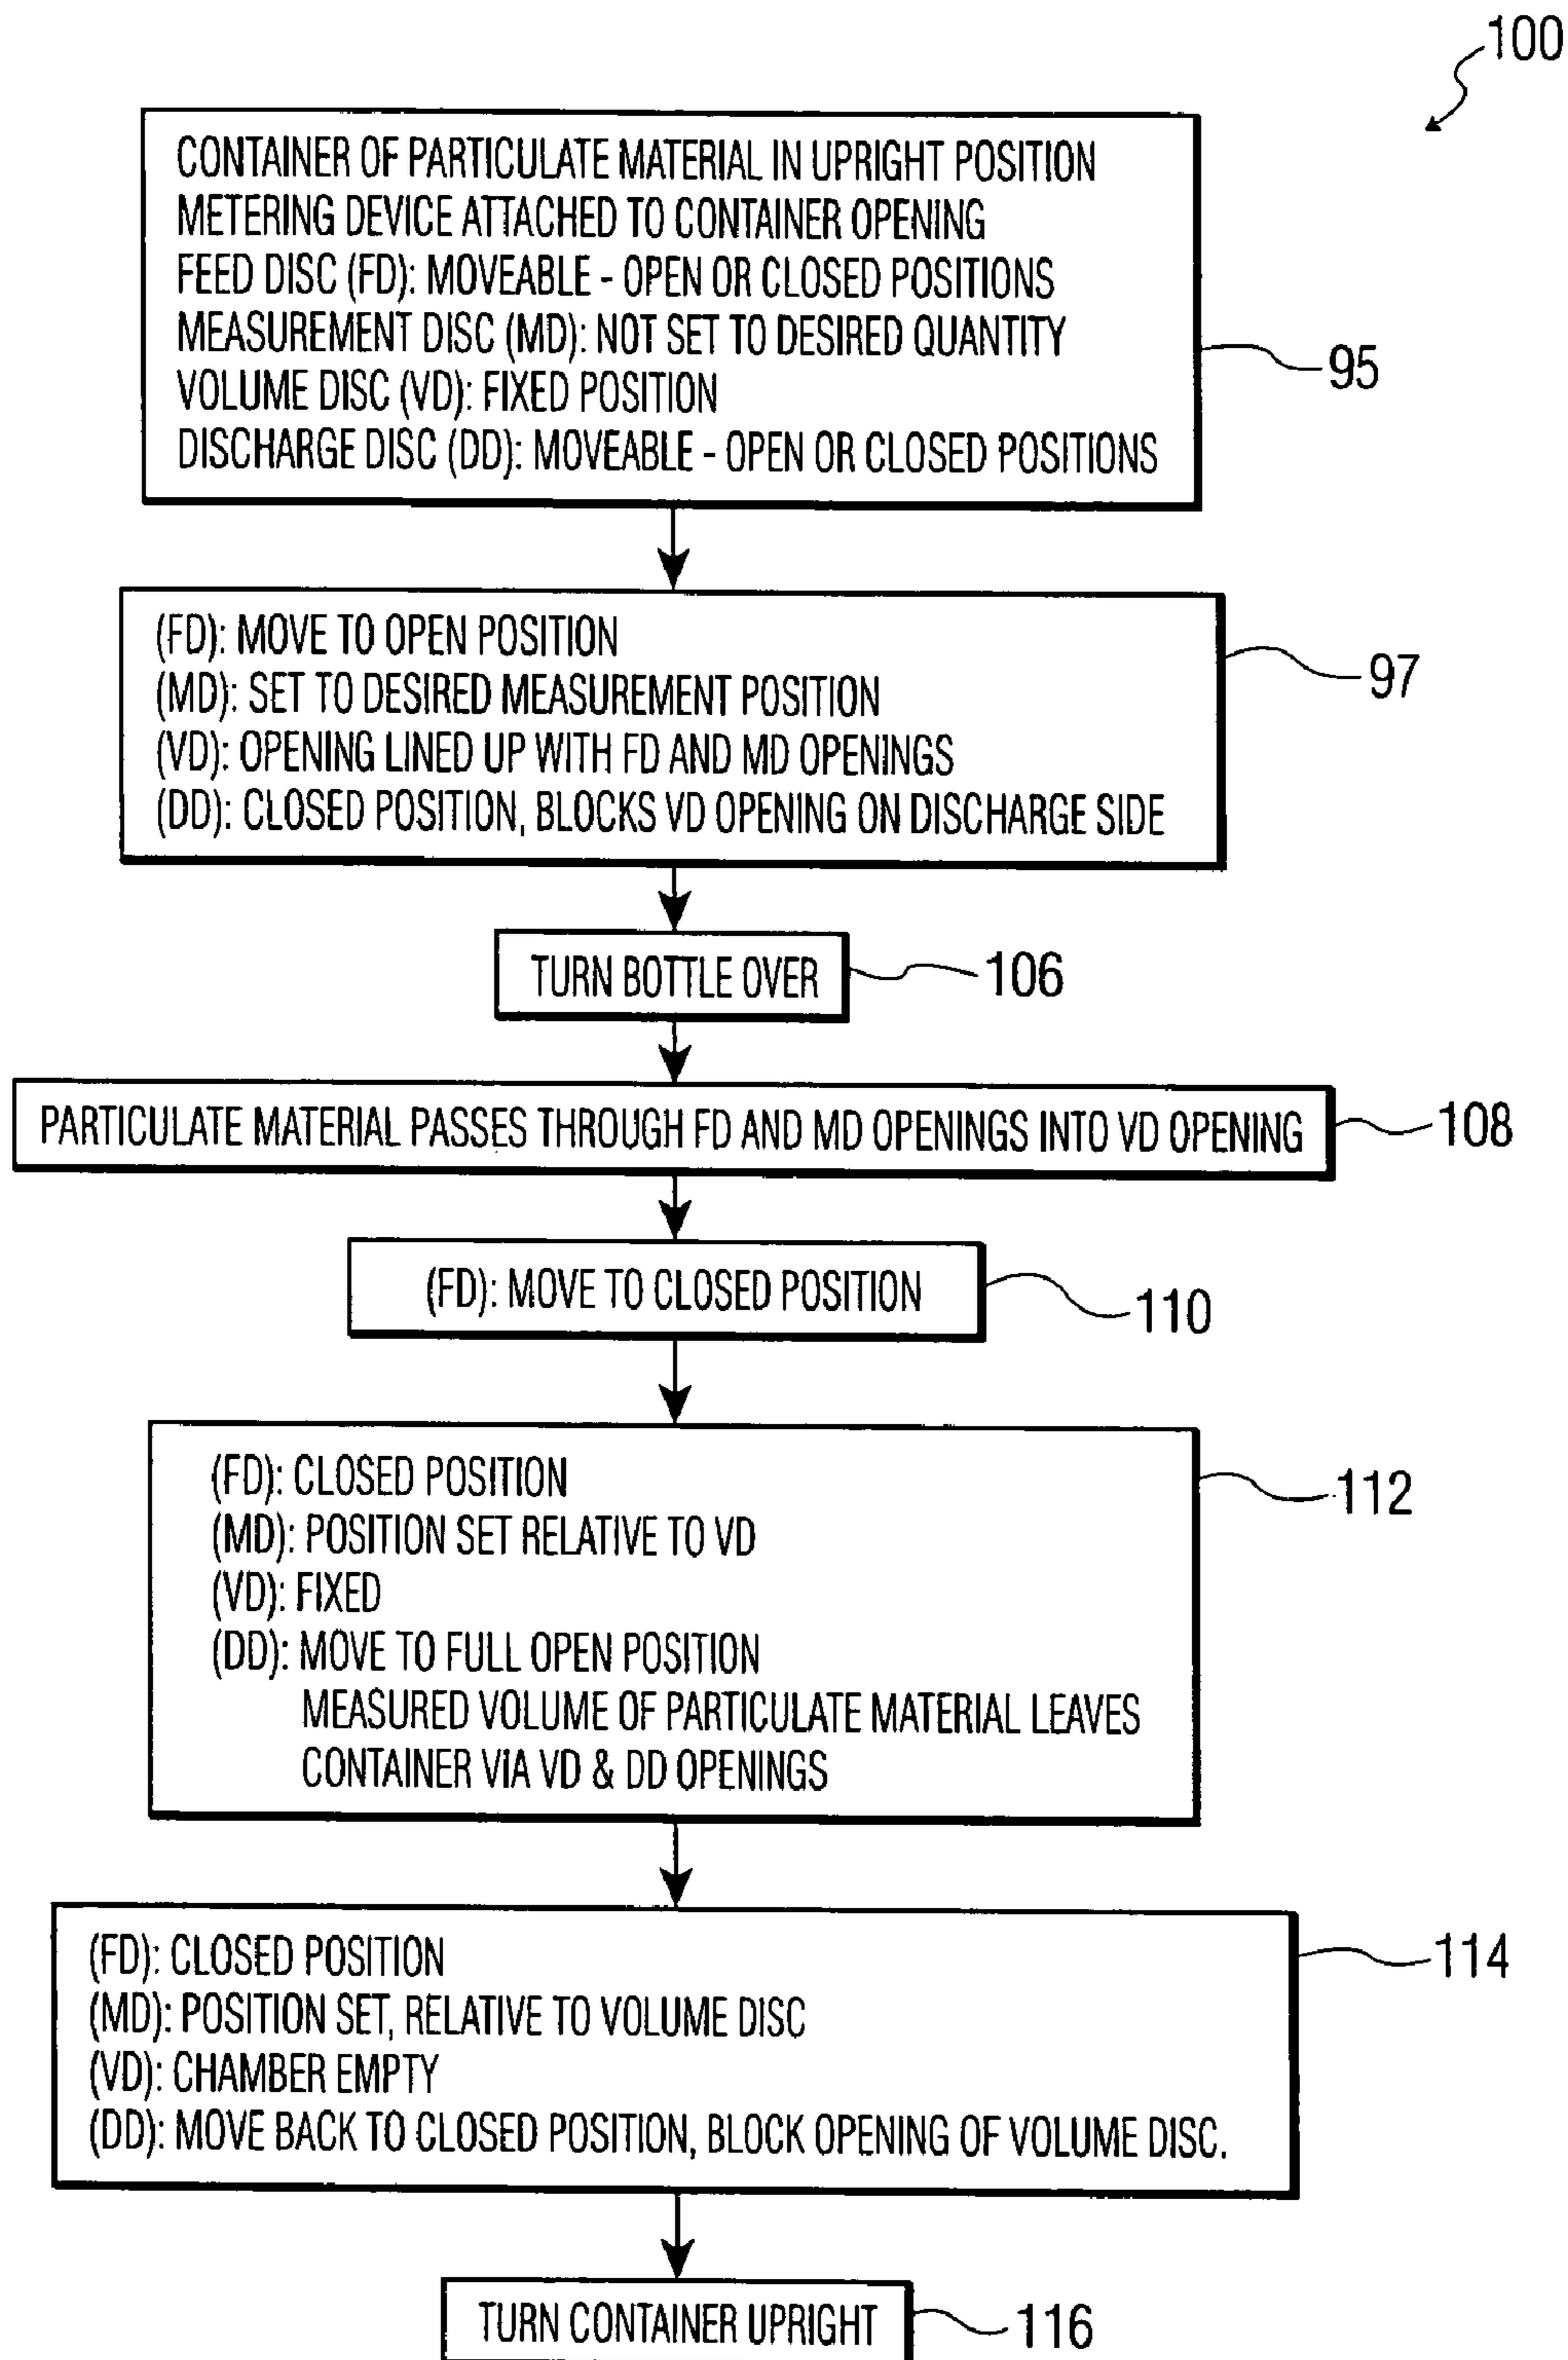 100
CONTAINER OF PARTICULATE MATERIAL IN UPRIGHT POSITION
METERING DEVICE ATTACHED TO CONTAINER OPENING
FEED DISC (FD): MOVEABLE - OPEN OR CLOSED POSITIONS
MEASUREMENT DISC (MD): NOT SET TO DESIRED QUANTITY
VOLUME DISC (VD): FIXED POSITION
DISCHARGE DISC (DD): MOVEABLE - OPEN OR CLOSED POSITIONS
95
(FD): MOVE TO OPEN POSITION
(MD): SET TO DESIRED MEASUREMENT POSITION
(VD): OPENING LINED UP WITH FD AND MD OPENINGS
(DD): CLOSED POSITION, BLOCKS VD OPENING ON DISCHARGE SIDE
97
TURN BOTTLE OVER
106
PARTICULATE MATERIAL PASSES THROUGH FD AND MD OPENINGS INTO VD OPENING
108
(FD): MOVE TO CLOSED POSITION
110
(FD): CLOSED POSITION
(MD): POSITION SET RELATIVE TO VD
(VD): FIXED
(DD): MOVE TO FULL OPEN POSITION
MEASURED VOLUME OF PARTICULATE MATERIAL LEAVES
CONTAINER VIA VD & DD OPENINGS
112
(FD): CLOSED POSITION
(MD): POSITION SET, RELATIVE TO VOLUME DISC
(VD): CHAMBER EMPTY
(DD): MOVE BACK TO CLOSED POSITION, BLOCK OPENING OF VOLUME DISC.
114
TURN CONTAINER UPRIGHT
116